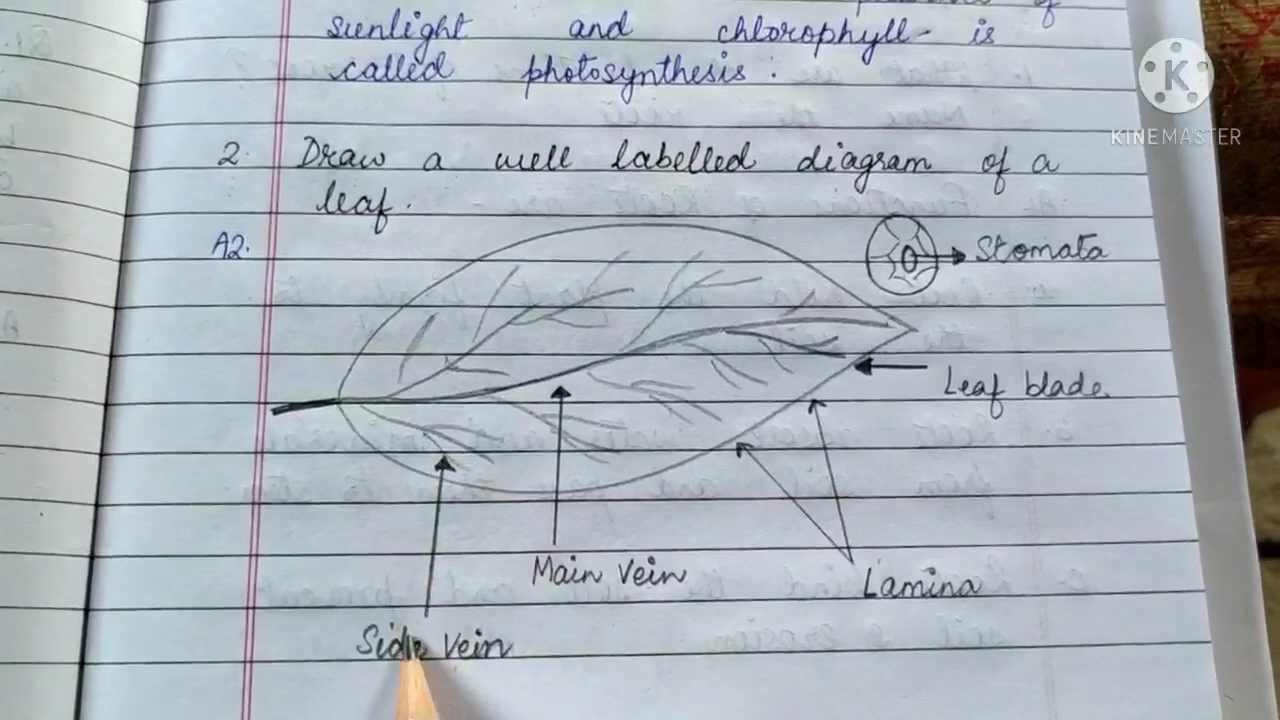 of
sunlight and chlorophyll- is
called photosynthesis.
K
KINEMASTER
2. Draw a well labelled diagram of a
leaf.
A2.
Stomata
Leaf blade.
Main vein
Lamina
Side vein